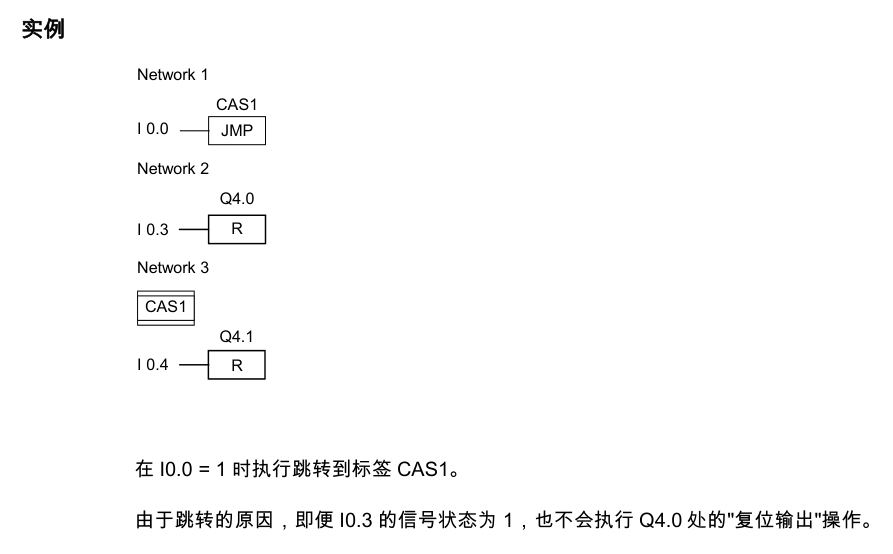 实例
Network 1
CAS1
I 0.0 JMP
Network 2
Q4.0
I 0.3 R
Network 3
CAS1
Q4.1
I 0.4 R
在 I0.0 = 1 时执行跳转到标签 CAS1。
由于跳转的原因，即便 I0.3 的信号状态为 1，也不会执行 Q4.0 处的"复位输出"操作。